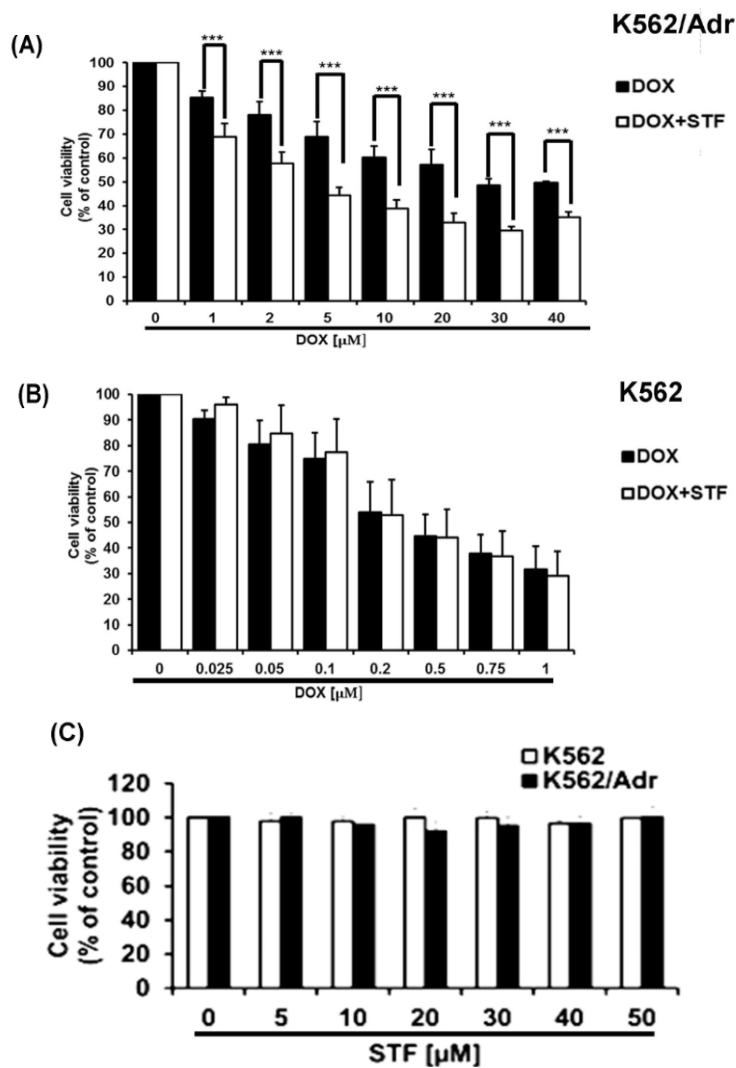 (A)
K562/Adr
DOX
DOX+STF
*** *** *** *** *** *** ***
Cell viability
(% of control)
100
90
80
70
60
50
40
30
20
10
0
0 1 2 5 10 20 30 40
DOX [μM]
(B)
K562
DOX
DOX+STF
Cell viability
(% of control)
100
90
80
70
60
50
40
30
20
10
0
0 0.025 0.05 0.1 0.2 0.5 0.75 1
DOX [μM]
(C)
K562
K562/Adr
Cell viability
(% of control)
120
100
80
60
40
20
0
0 5 10 20 30 40 50
STF [μM]